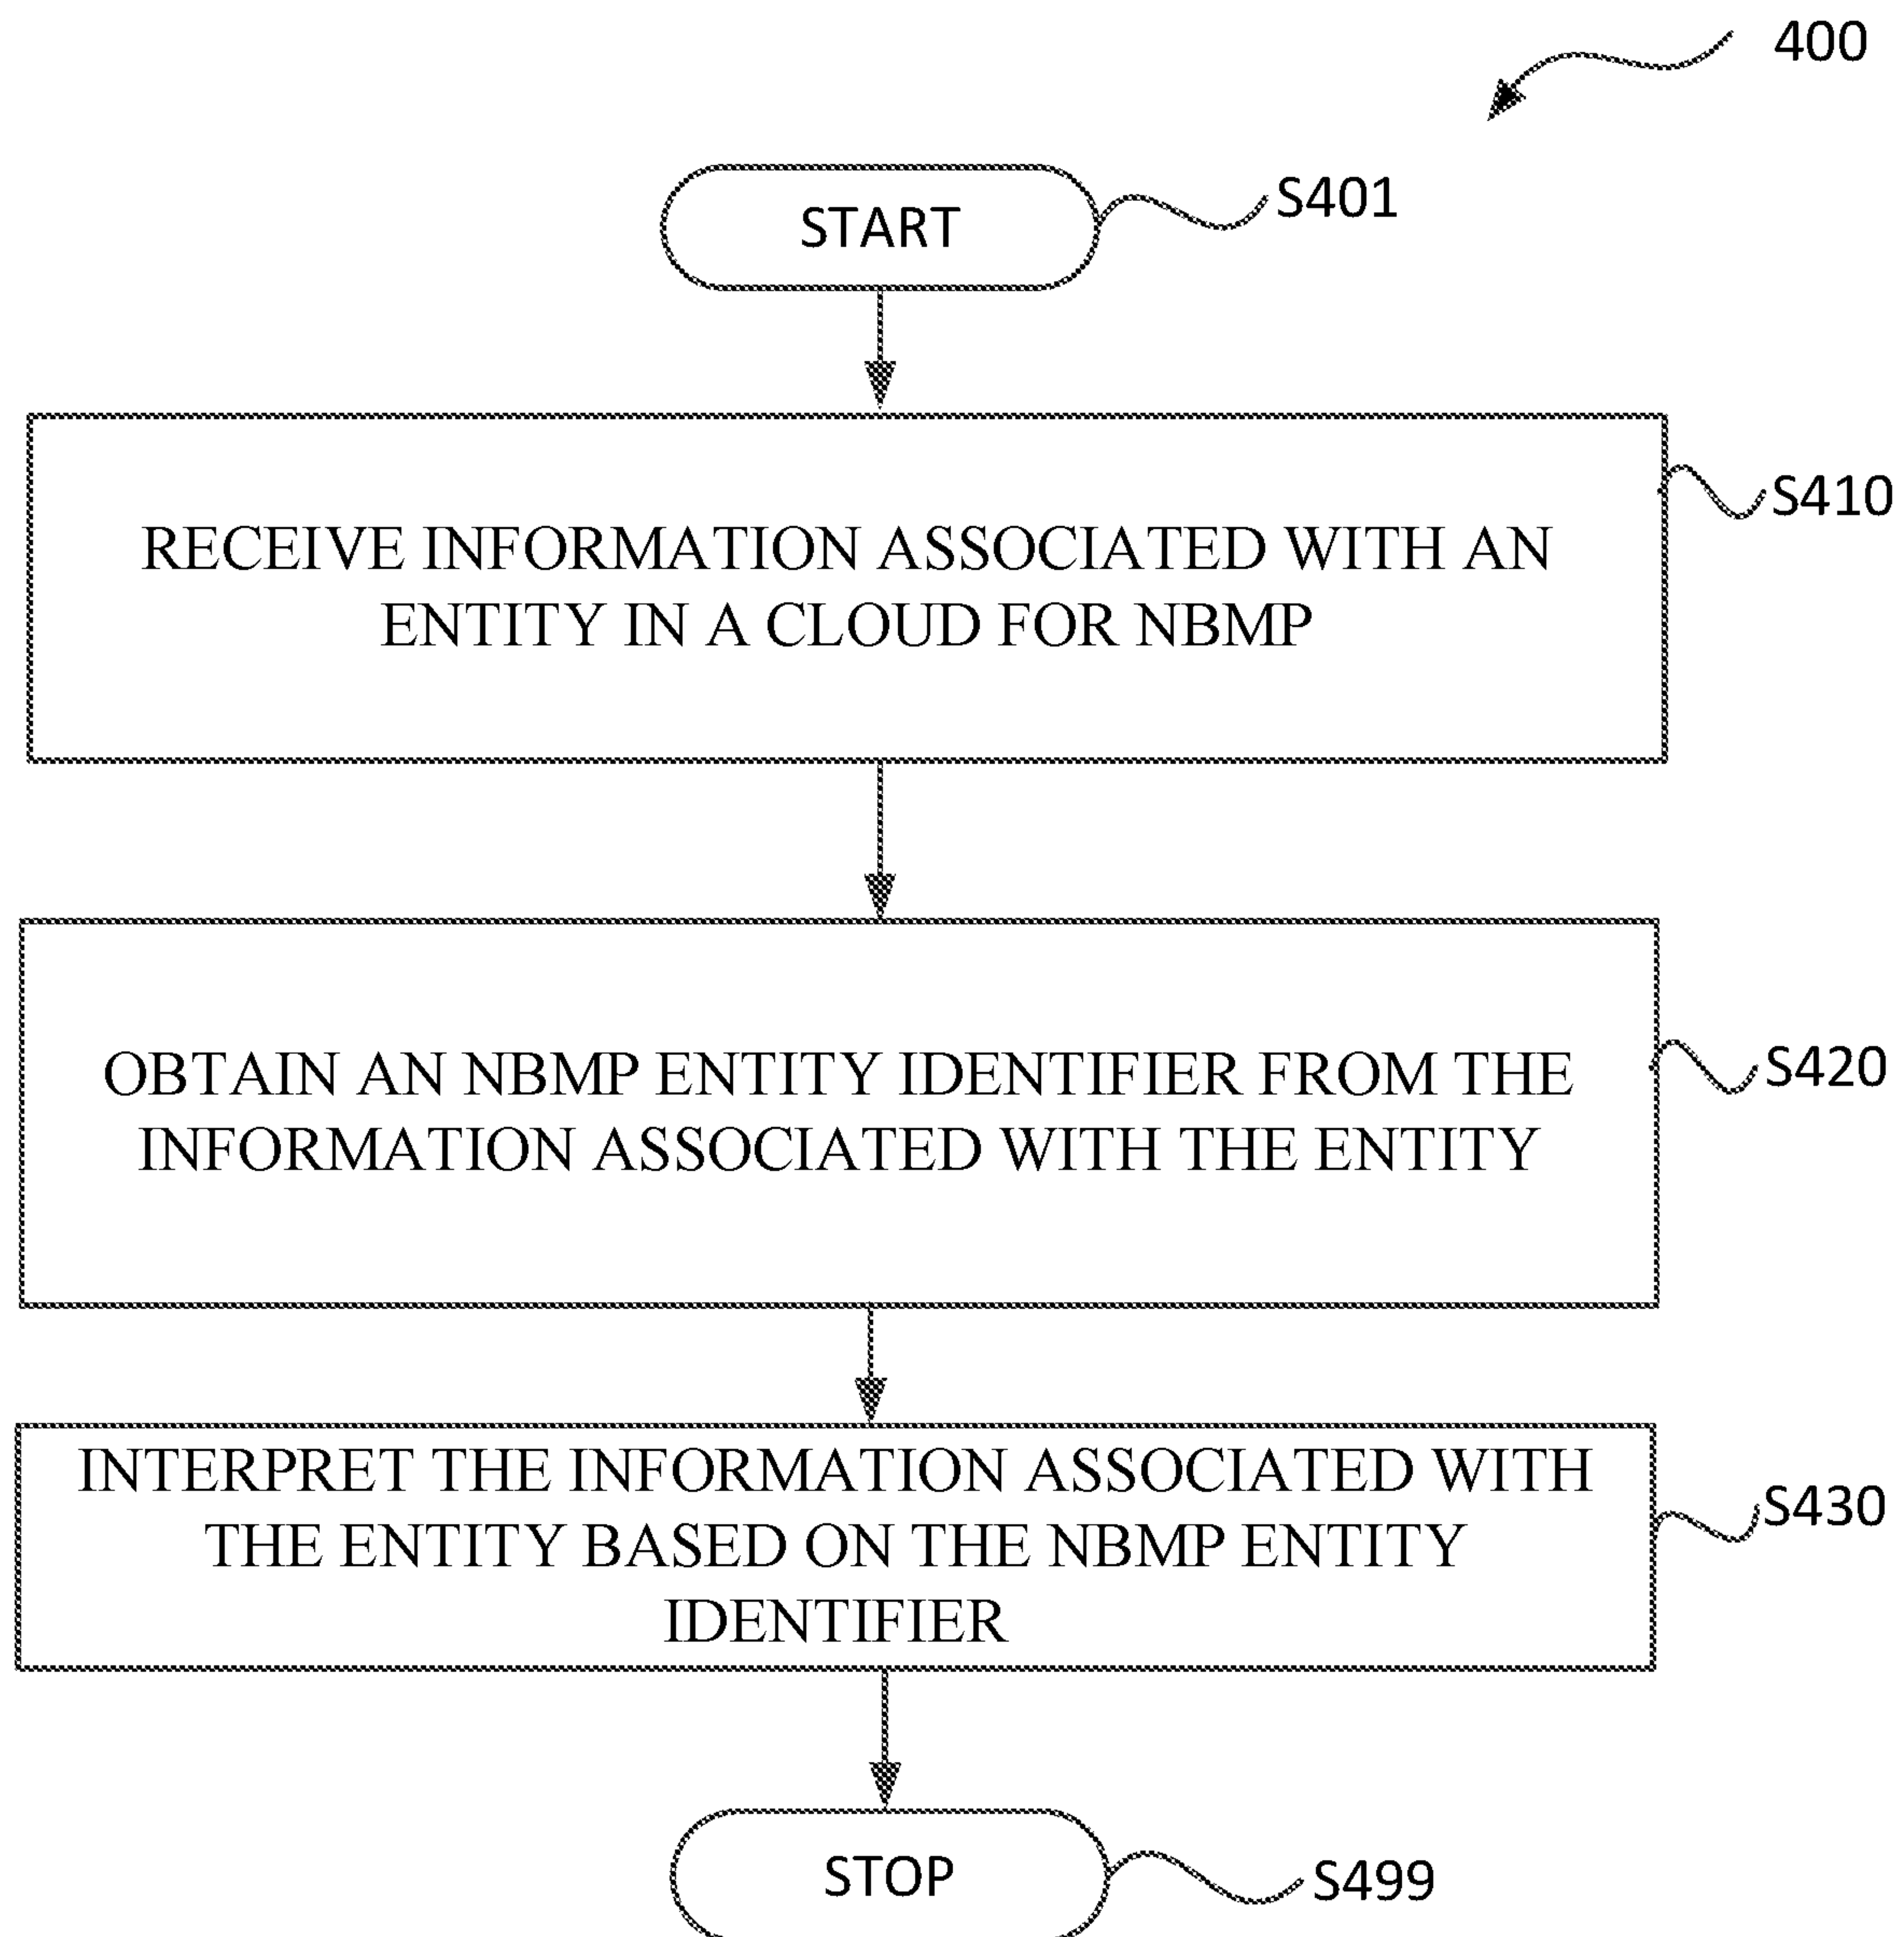 400
START
S401
RECEIVE INFORMATION ASSOCIATED WITH AN
ENTITY IN A CLOUD FOR NBMP
S410
OBTAIN AN NBMP ENTITY IDENTIFIER FROM THE
INFORMATION ASSOCIATED WITH THE ENTITY
S420
INTERPRET THE INFORMATION ASSOCIATED WITH
THE ENTITY BASED ON THE NBMP ENTITY
IDENTIFIER
S430
STOP
S499